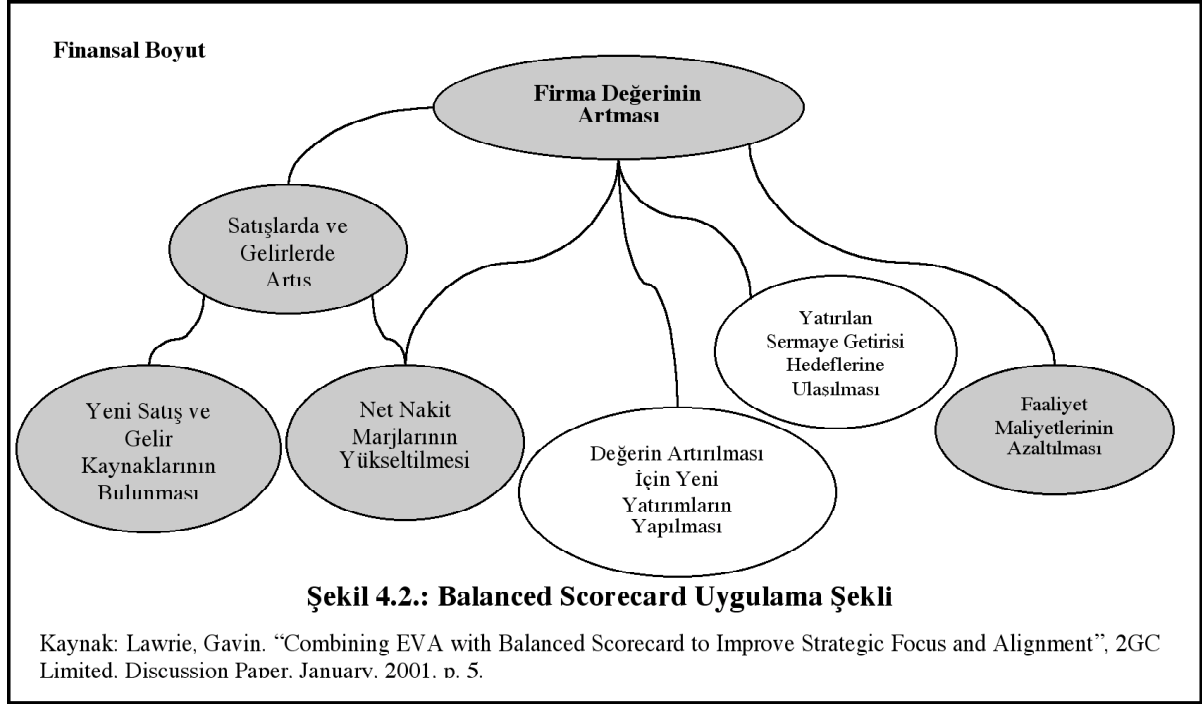 Finansal Boyut
Firma Değerinin
Artması
Satışlarda ve
Gelirlerde
Artış
Yatırılan
Sermaye Getirisi
Hedeflerine
Ulaşılması
Yeni Satış ve
Gelir
Kaynaklarının
Bulunması
Net Nakit
Marjlarının
Yükseltilmesi
Değerin Artırılması
İçin Yeni
Yatırımların
Yapılması
Faaliyet
Maliyetlerinin
Azaltılması
Şekil 4.2.: Balanced Scorecard Uygulama Şekli
Kaynak: Lawrie, Gavin. “Combining EVA with Balanced Scorecard to Improve Strategic Focus and Alignment”, 2GC
Limited, Discussion Paper, January, 2001, p. 5.